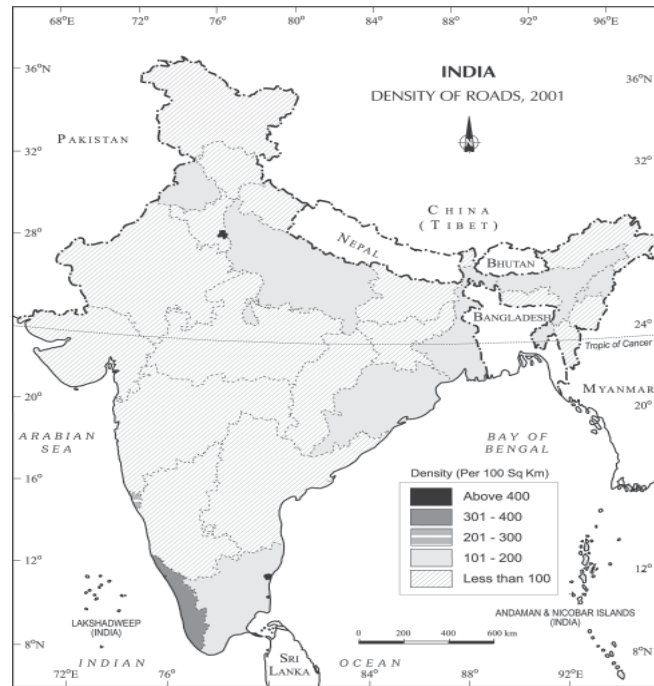 68°E 72° 76° 80° 84° 88° 92° 96°E
36°N
INDIA
DENSITY OF ROADS, 2001
36°N
PAKISTAN
32°
32°
CHINA
(TIBET)
28°
NEPAL
BHUTAN
BANGLADESH
24°
Tropic of Cancer
MYANMAR
20°
20°
ARABIAN
SEA
BAY OF
BENGAL
16°
Density (Per 100 Sq Km)
Above 400
301 - 400
201 - 300
101 - 200
Less than 100
12°
12°
LAKSHADWEEP
(INDIA)
ANDAMAN & NICOBAR ISLANDS
(INDIA)
8°N
8°N
0 200 400 600 km
INDIAN
SRI
LANKA
OCEAN
72°E 76° 80° 84° 88° 92°E